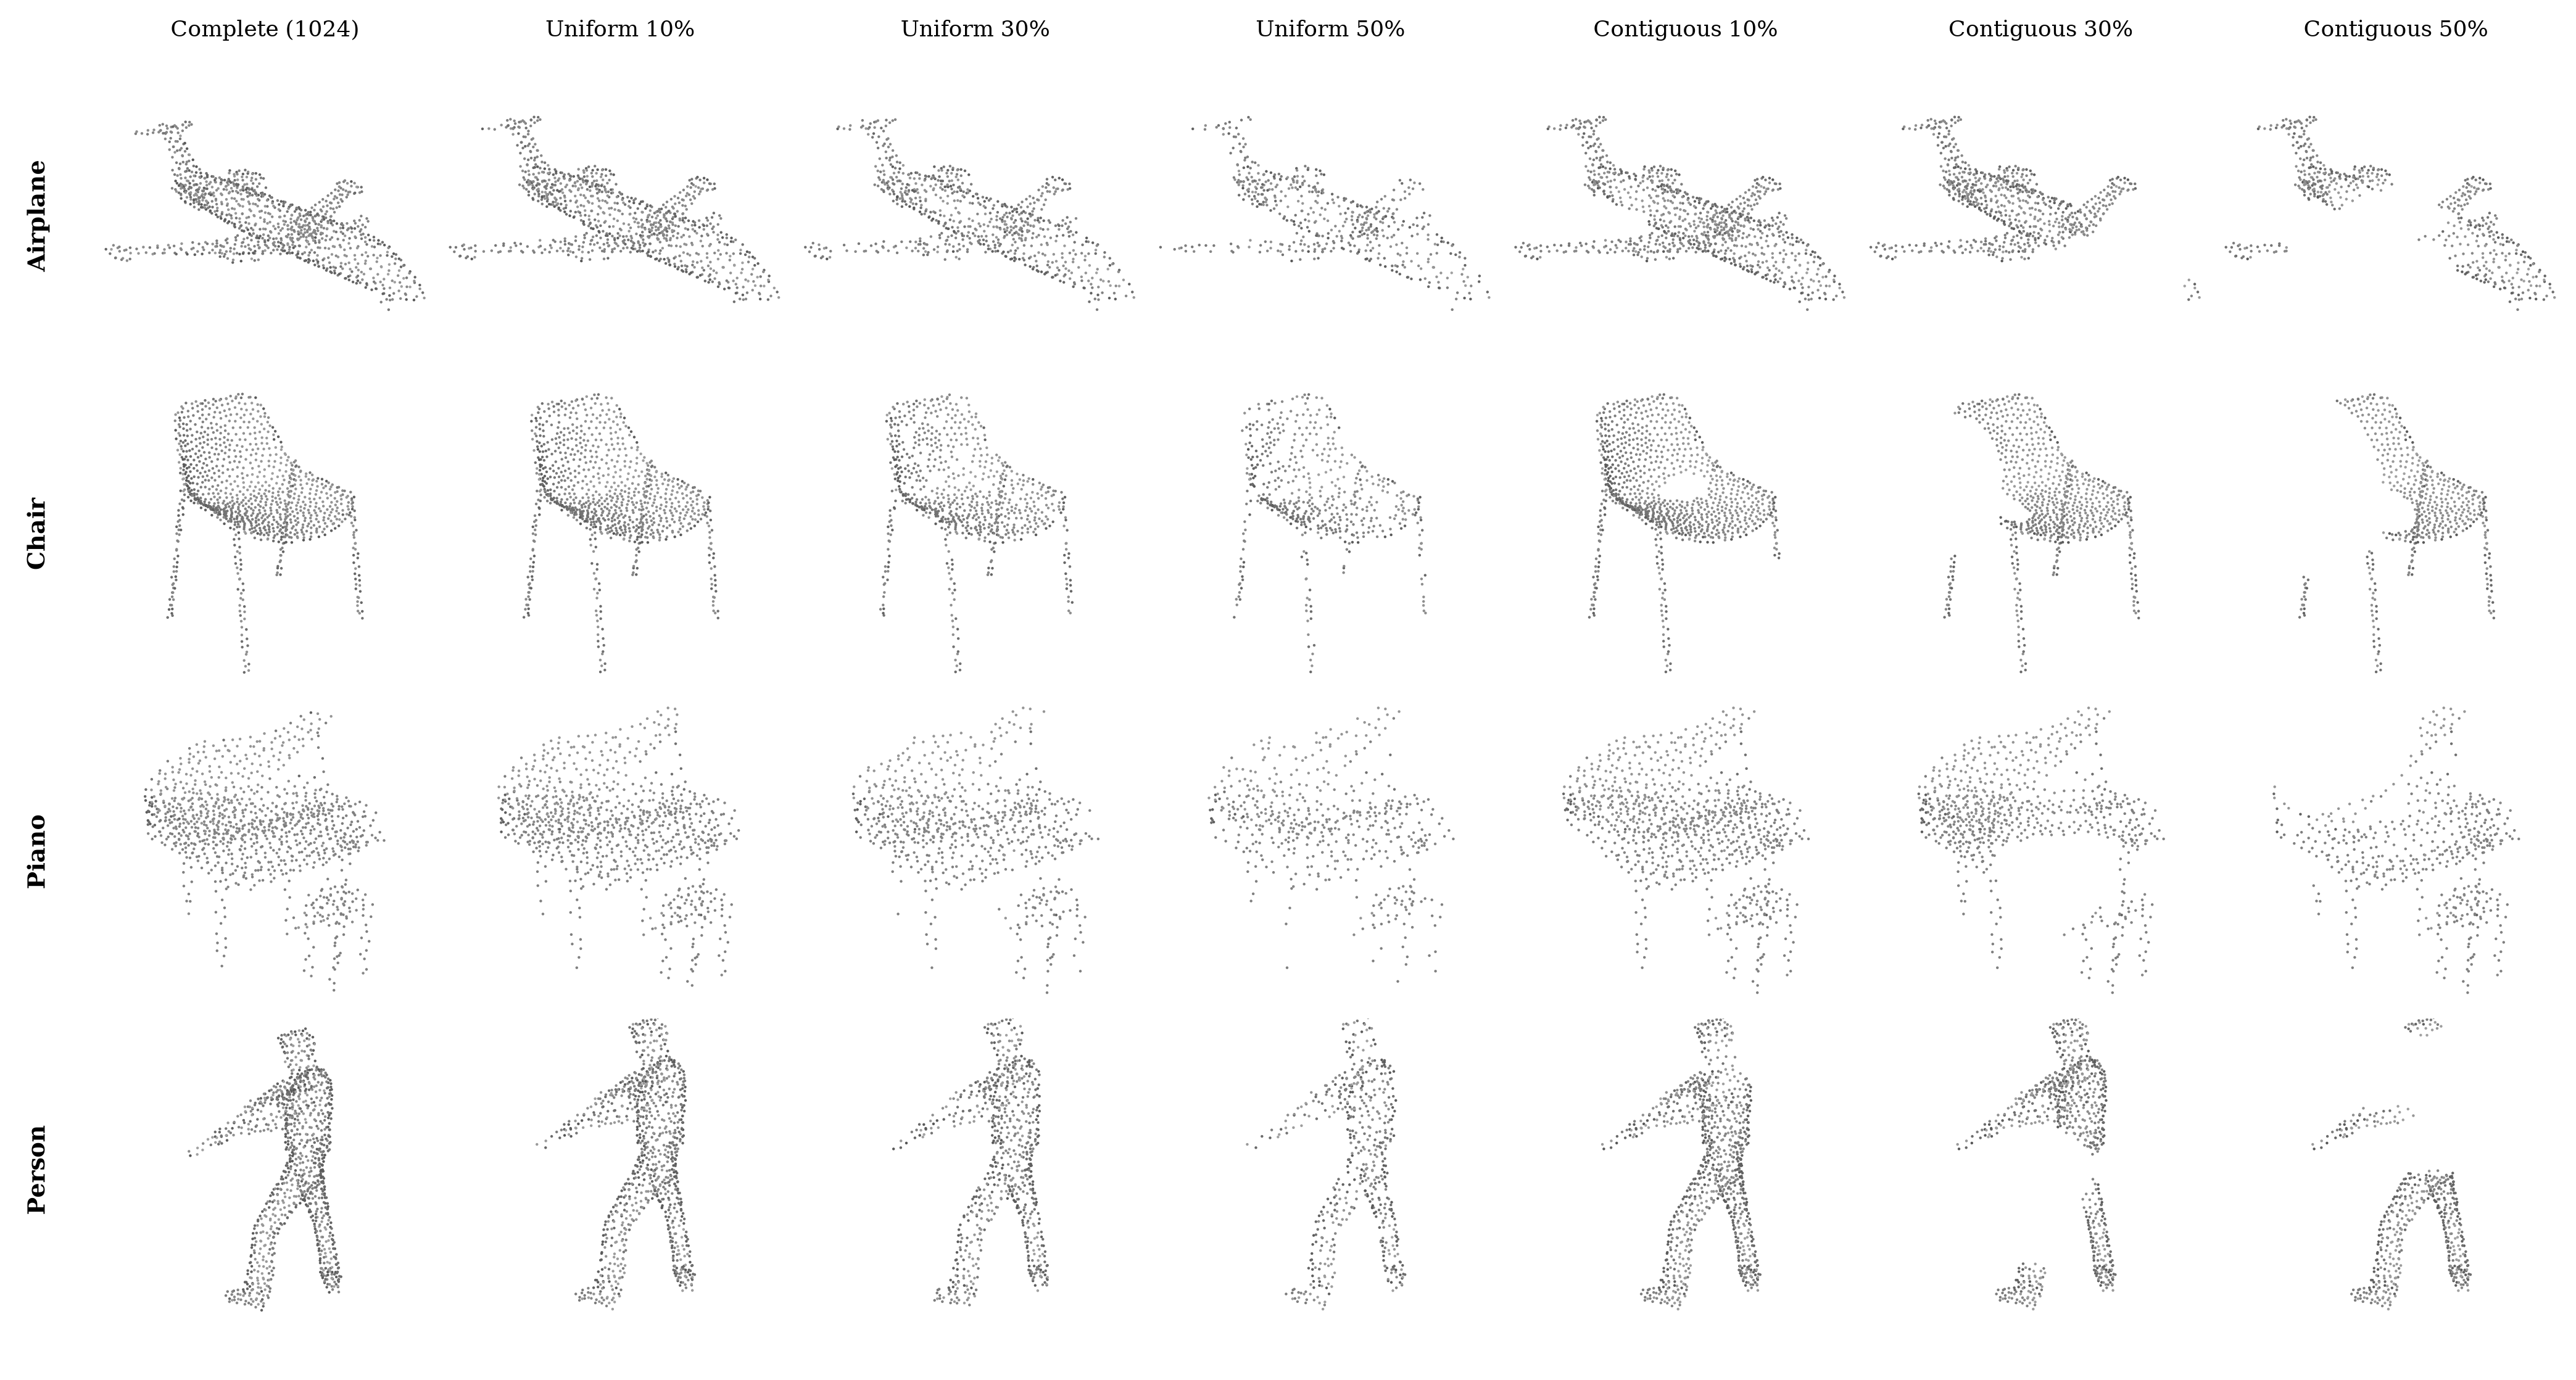 Complete (1024)
Uniform 10%
Uniform 30%
Uniform 50%
Contiguous 10%
Contiguous 30%
Contiguous 50%
Airplane
Chair
Piano
Person